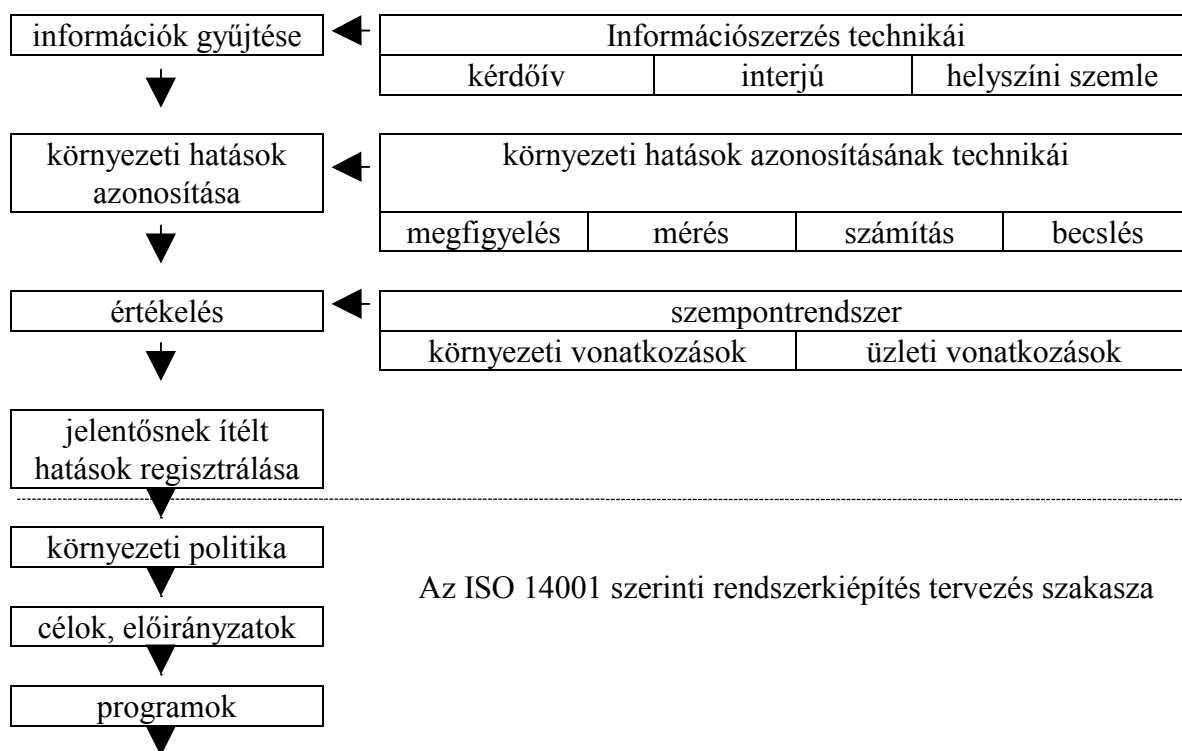 információk gyűjtése
Információszerzés technikái
kérdőív
interjú
helyszíni szemle
környezeti hatások
azonosítása
környezeti hatások azonosításának technikái
megfigyelés
mérés
számítás
becslés
értékelés
szempontrendszer
környezeti vonatkozások
üzleti vonatkozások
jelentősnek ítélt
hatások regisztrálása
környezeti politika
Az ISO 14001 szerinti rendszerkiépítés tervezés szakasza
célok, előirányzatok
programok